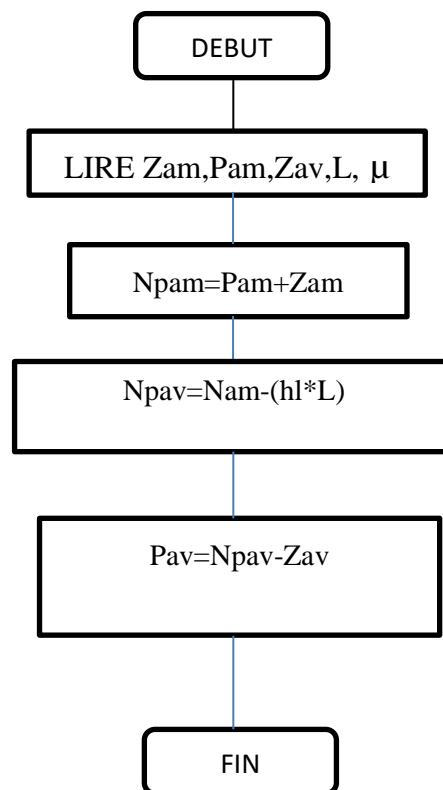 DEBUT
LIRE Zam,Pam,Zav,L, μ
Npam=Pam+Zam
Npav=Nam-(hl*L)
Pav=Npav-Zav
FIN